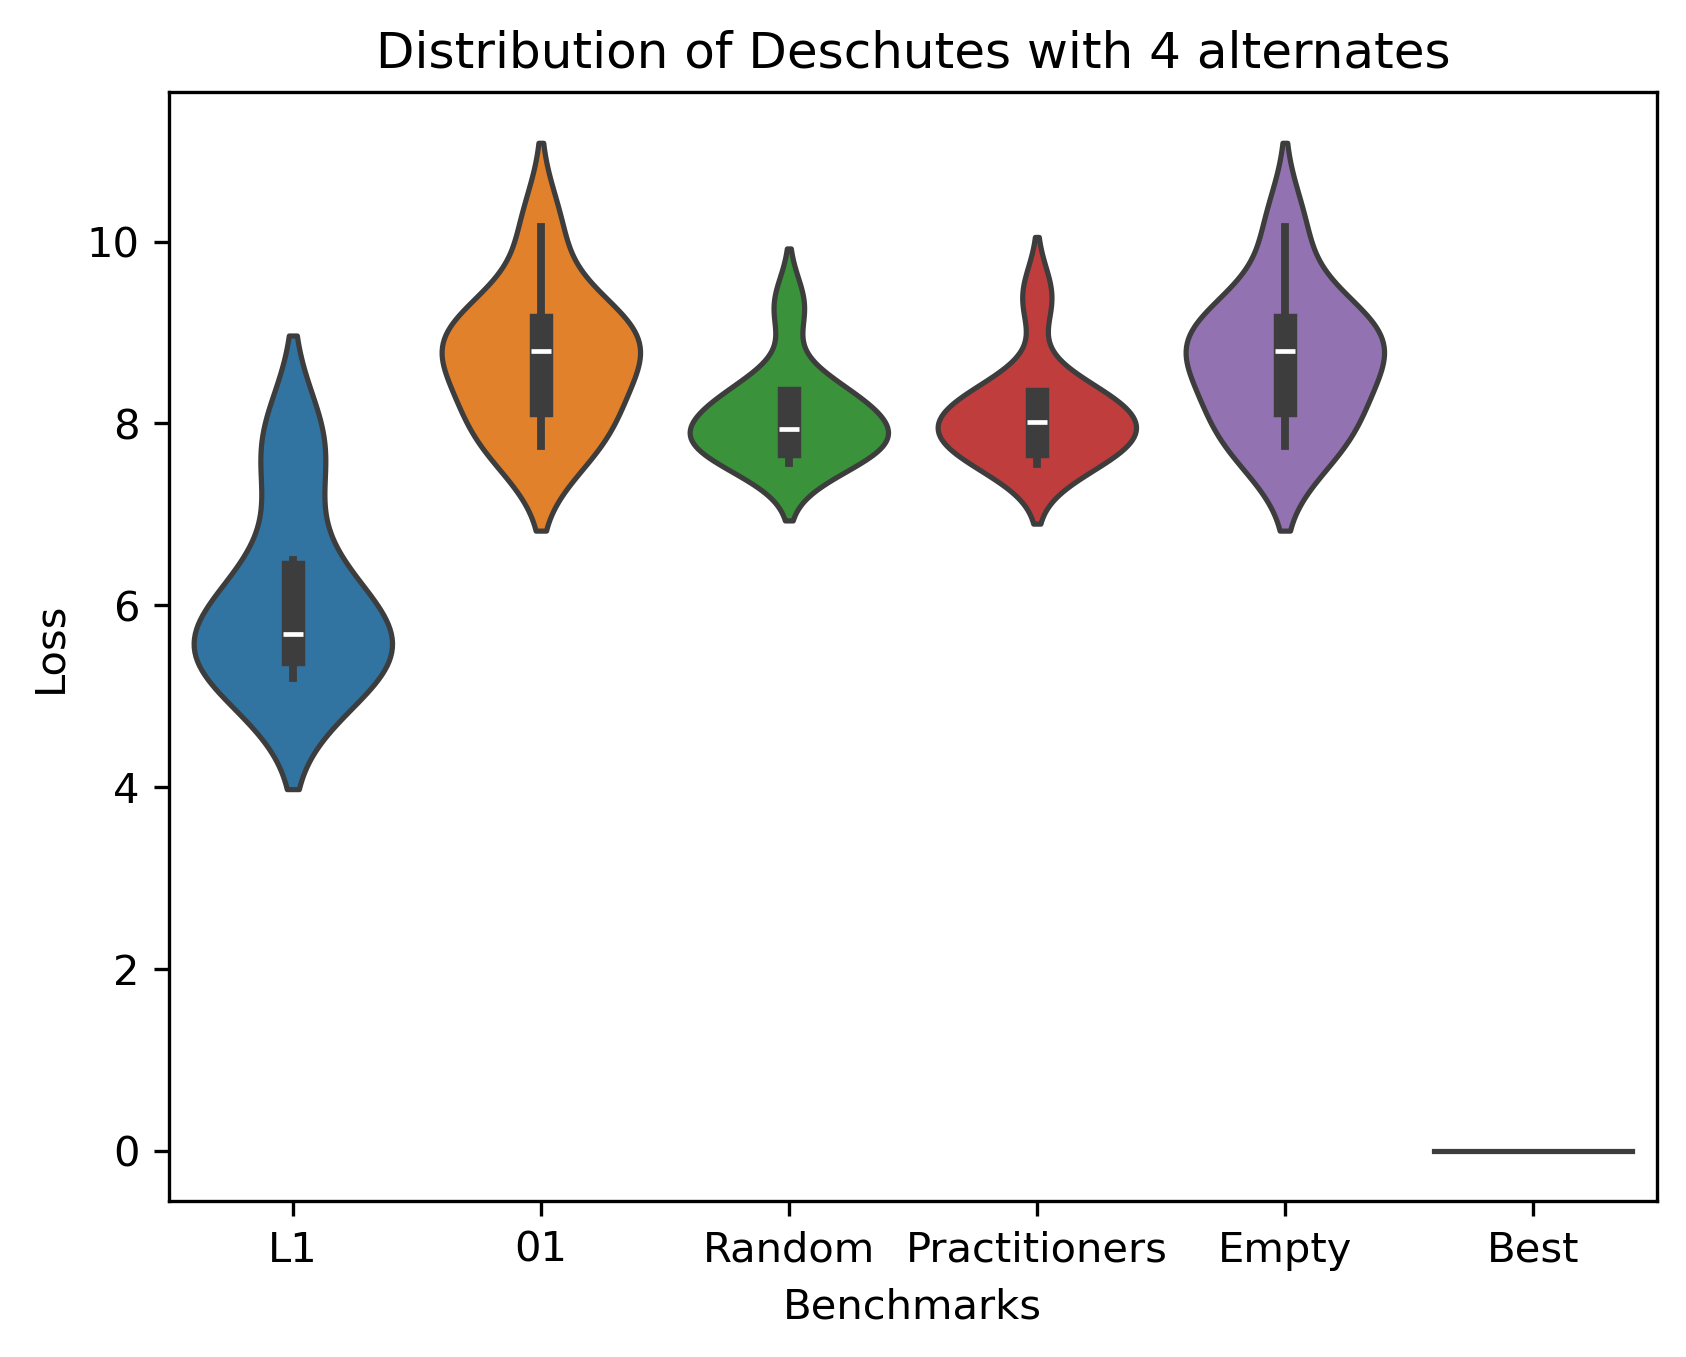 Distribution of Deschutes with 4 alternates
10
8
6
4
2
0
Loss
L1 01 Random Practitioners Empty Best
Benchmarks